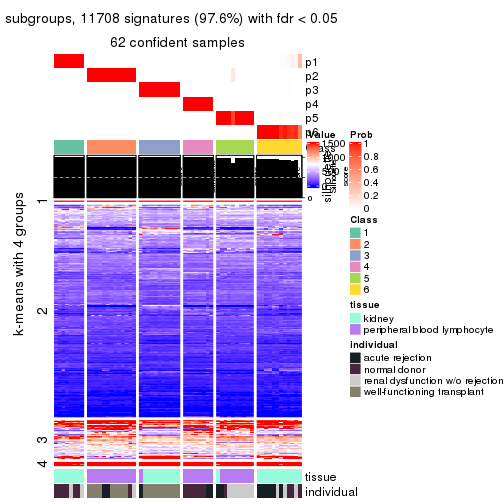 subgroups, 11708 signatures (97.6%) with fdr < 0.05
62 confident samples
p1
p2
p3
p4
p5
p6
Class
k-means with 4 groups
1
2
3
4
tissue
individual
Value
1500
1000
0
Silhouette
score
Prob
1
0.8
0.6
0.4
0.2
0
Class
1
2
3
4
5
6
tissue
kidney
peripheral blood lymphocyte
individual
acute rejection
normal donor
renal dysfunction w/o rejection
well-functioning transplant